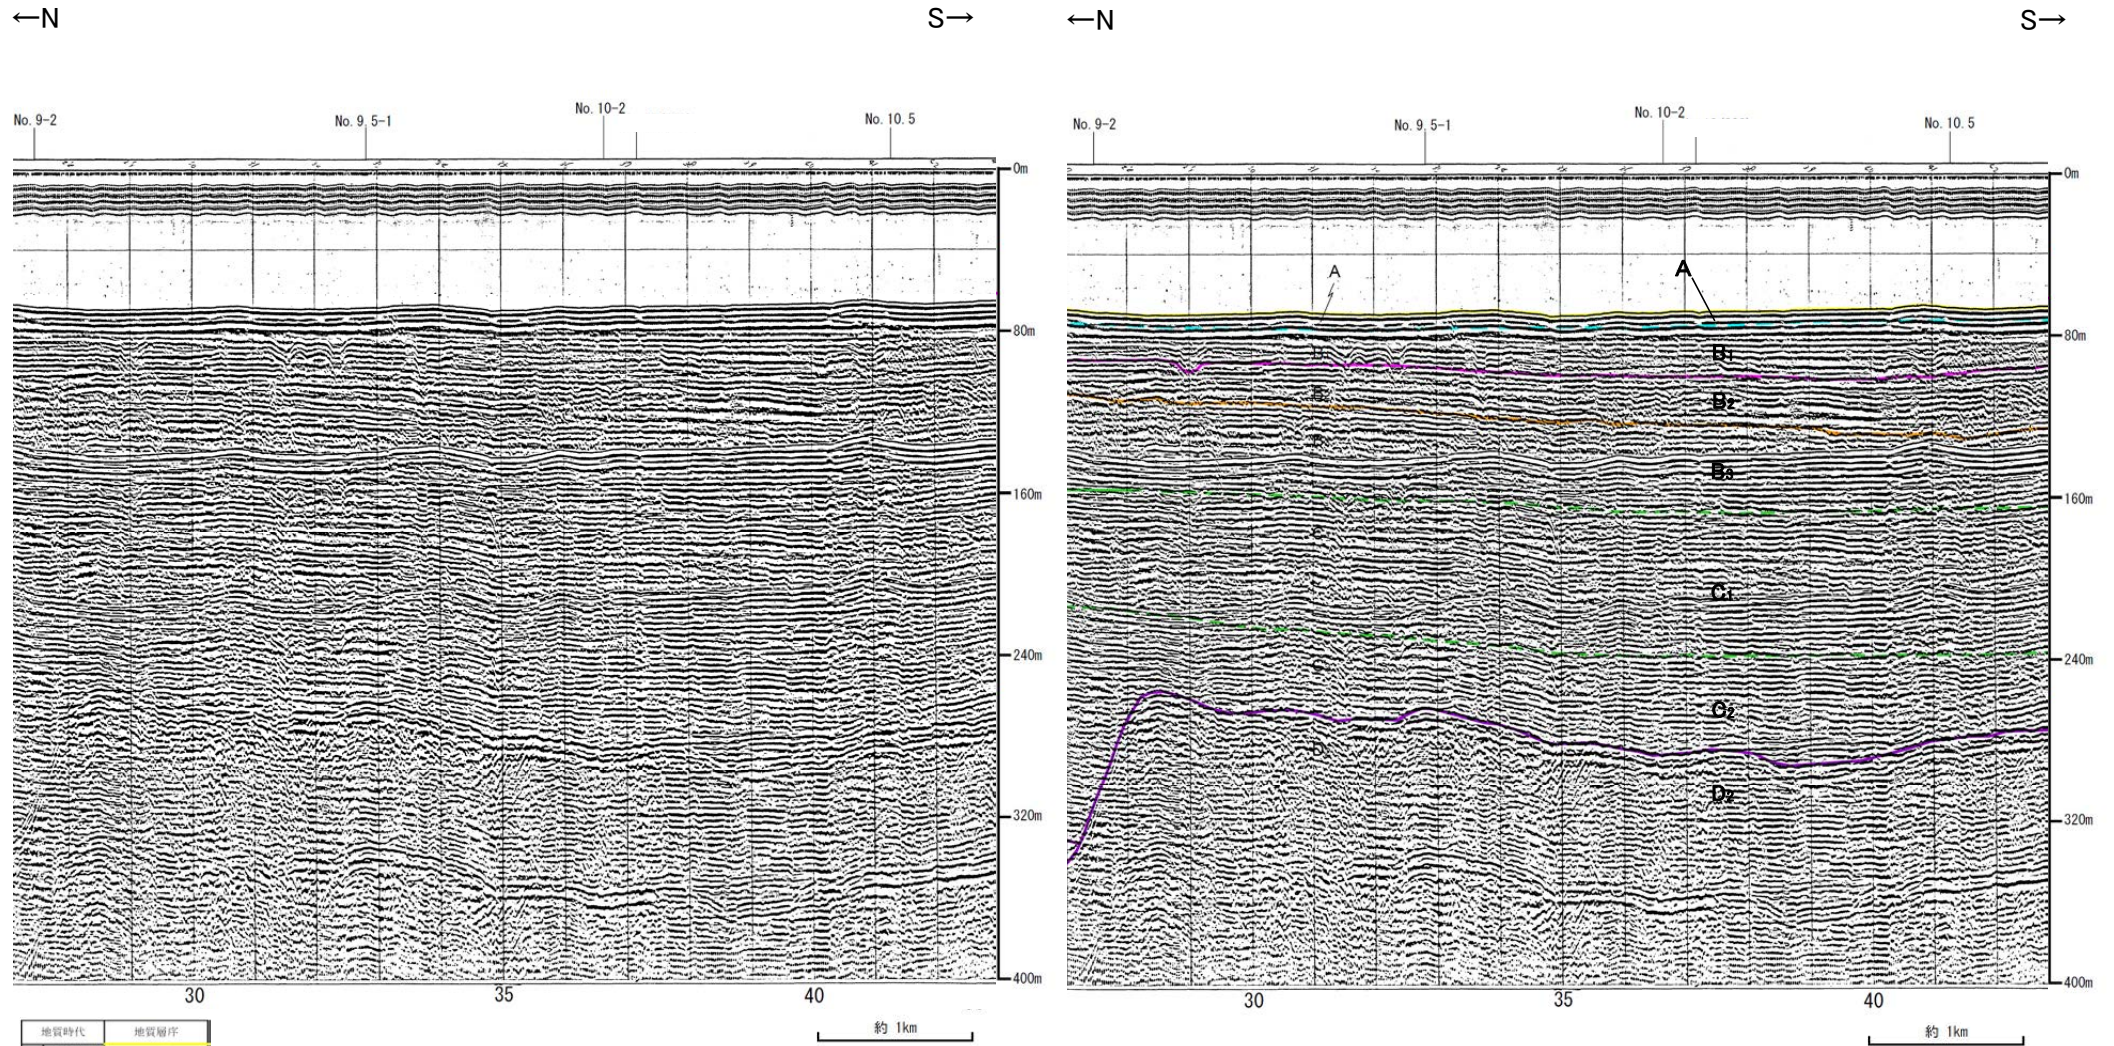 ←N
S→
←N
S→
No.9-2
No.9.5-1
No.10-2
No.10.5
No.9-2
No.9.5-1
No.10-2
No.10.5
0m
80m
160m
240m
320m
400m
A
A
B1
B2
B3
C1
C2
D2
0m
80m
160m
240m
320m
400m
30
35
40
30
35
40
約 1km
約 1km
地質時代
地質層序